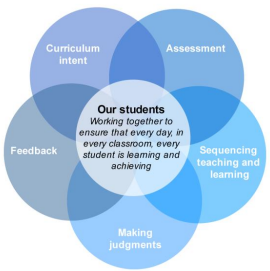 Curriculum
intent
Assessment
Our students
Working together to
ensure that every day, in
every classroom, every
student is learning and
achieving
Feedback
Sequencing
teaching and
learning
Making
judgments